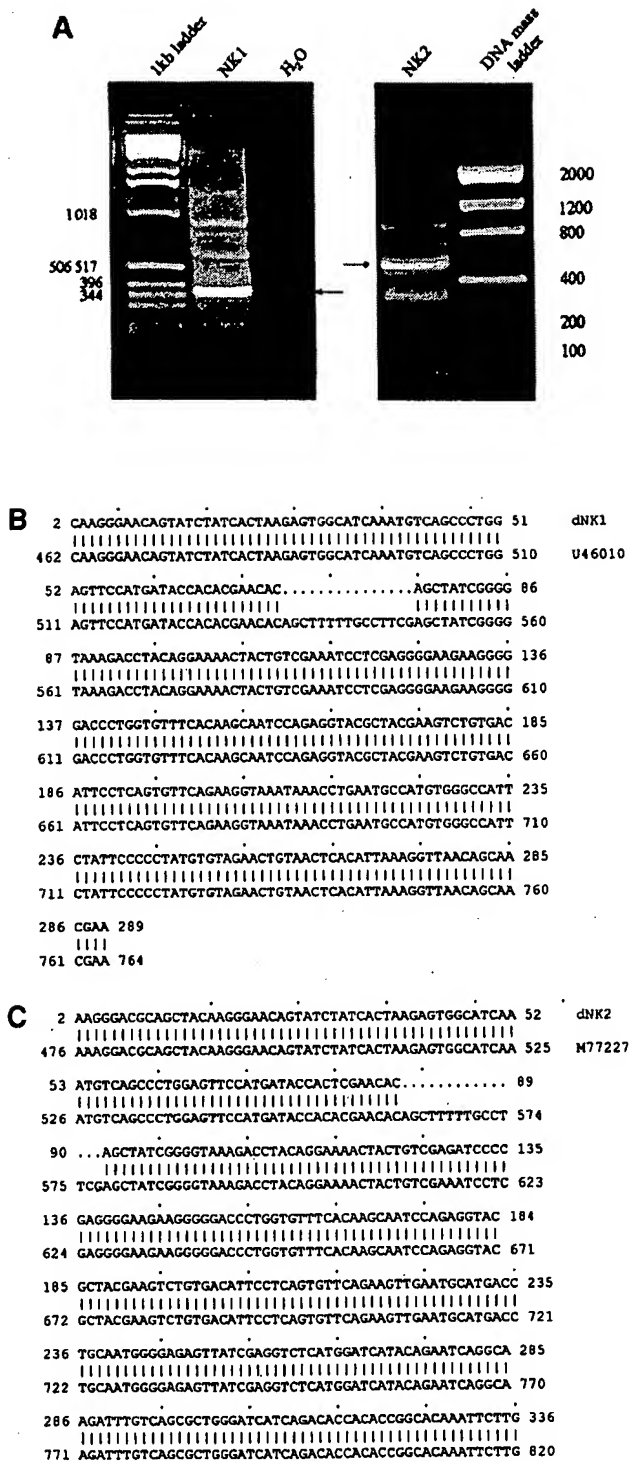 A
1kb ladder
NK1
H₂O
NK2
DNA mass
ladder
1018
506 517
396
344
2000
1200
800
400
200
100
B
2 CAAGGGAACAGTATCTATCACTAAGAGTGGCATCAAATGTCAGCCCTGG 51 dNK1
462 CAAGGGAACAGTATCTATCACTAAGAGTGGCATCAAATGTCAGCCCTGG 510 U46010
52 AGTTCCATGATACCACACGAACAC...............AGCTATCGGGG 86
511 AGTTCCATGATACCACACGAACACAGCTTTTTGCCTTCGAGCTATCGGGG 560
87 TAAAGACCTACAGGAAAACTACTGTCGAAATCCTCGAGGGGAAGAAGGGG 136
561 TAAAGACCTACAGGAAAACTACTGTCGAAATCCTCGAGGGGAAGAAGGGG 610
137 GACCCTGGTGTTTCACAAGCAATCCAGAGGTACGCTACGAAGTCTGTGAC 185
611 GACCCTGGTGTTTCACAAGCAATCCAGAGGTACGCTACGAAGTCTGTGAC 660
186 ATTCCTCAGTGTTCAGAAGGTAAATAAACCTGAATGCCATGTGGGCCATT 235
661 ATTCCTCAGTGTTCAGAAGGTAAATAAACCTGAATGCCATGTGGGCCATT 710
236 CTATTCCCCCTATGTGTAGAACTGTAACTCACATTAAAGGTTAACAGCAA 285
711 CTATTCCCCCTATGTGTAGAACTGTAACTCACATTAAAGGTTAACAGCAA 760
286 CGAA 289
761 CGAA 764
C
2 AAGGGACGCAGCTACAAGGGAACAGTATCTATCACTAAGAGTGGCATCAA 52 dNK2
476 AAAGGACGCAGCTACAAGGGAACAGTATCTATCACTAAGAGTGGCATCAA 525 M77227
53 ATGTCAGCCCTGGAGTTCCATGATACCACTCGAACAC............ 89
526 ATGTCAGCCCTGGAGTTCCATGATACCACACGAACACAGCTTTTTGCCT 574
90 ...AGCTATCGGGGTAAAGACCTACAGGAAAACTACTGTCGAGATCCCC 135
575 TCGAGCTATCGGGGTAAAGACCTACAGGAAAACTACTGTCGAAATCCTC 623
136 GAGGGGAAGAAGGGGGACCCTGGTGTTTCACAAGCAATCCAGAGGTAC 184
624 GAGGGGAAGAAGGGGGACCCTGGTGTTTCACAAGCAATCCAGAGGTAC 671
185 GCTACGAAGTCTGTGACATTCCTCAGTGTTCAGAAGTTGAATGCATGACC 235
672 GCTACGAAGTCTGTGACATTCCTCAGTGTTCAGAAGTTGAATGCATGACC 721
236 TGCAATGGGGAGAGTTATCGAGGTCTCATGGATCATACAGAATCAGGCA 285
722 TGCAATGGGGAGAGTTATCGAGGTCTCATGGATCATACAGAATCAGGCA 770
286 AGATTTGTCAGCGCTGGGATCATCAGACACCACACCGGCACAAATTCTTG 336
771 AGATTTGTCAGCGCTGGGATCATCAGACACCACACCGGCACAAATTCTTG 820